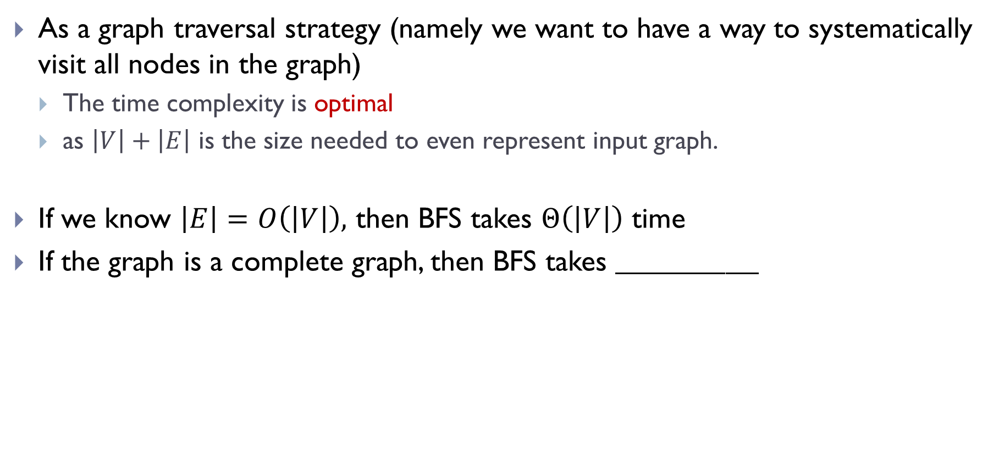 As a graph traversal strategy (namely we want to have a way to systematically
visit all nodes in the graph)
The time complexity is optimal
as |V| + |E| is the size needed to even represent input graph.
If we know |E| = O(|V|), then BFS takes Θ(|V|) time
If the graph is a complete graph, then BFS takes __________